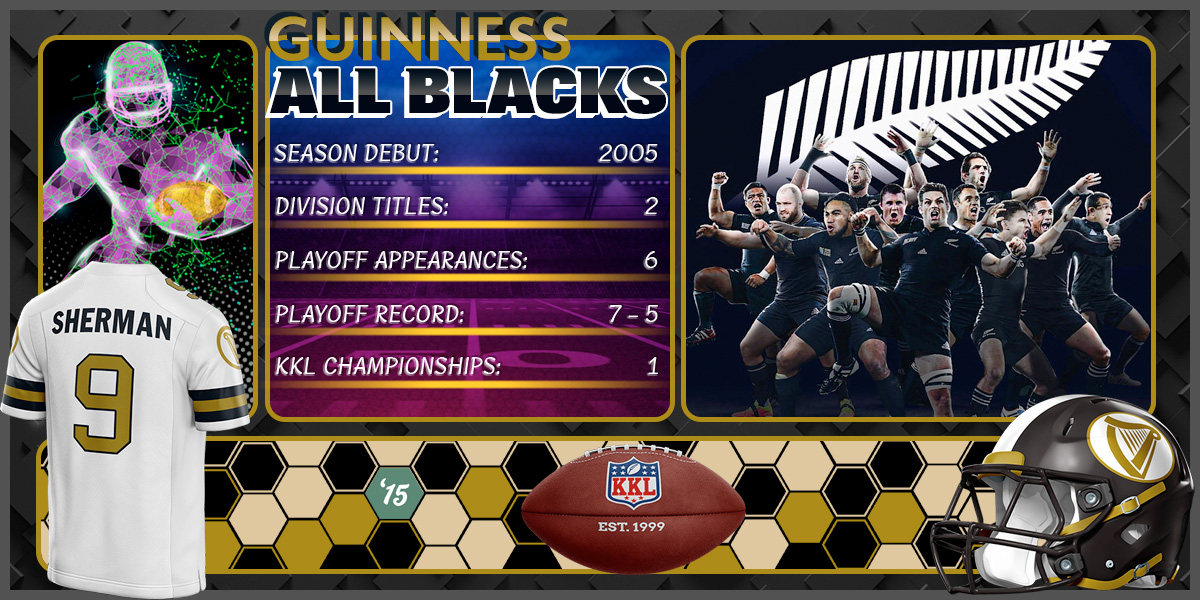 GUINNESS
ALL BLACKS
SEASON DEBUT: 2005
DIVISION TITLES: 2
PLAYOFF APPEARANCES: 6
PLAYOFF RECORD: 7 - 5
KKL CHAMPIONSHIPS: 1
SHERMAN
9
'15
KKL
EST. 1999